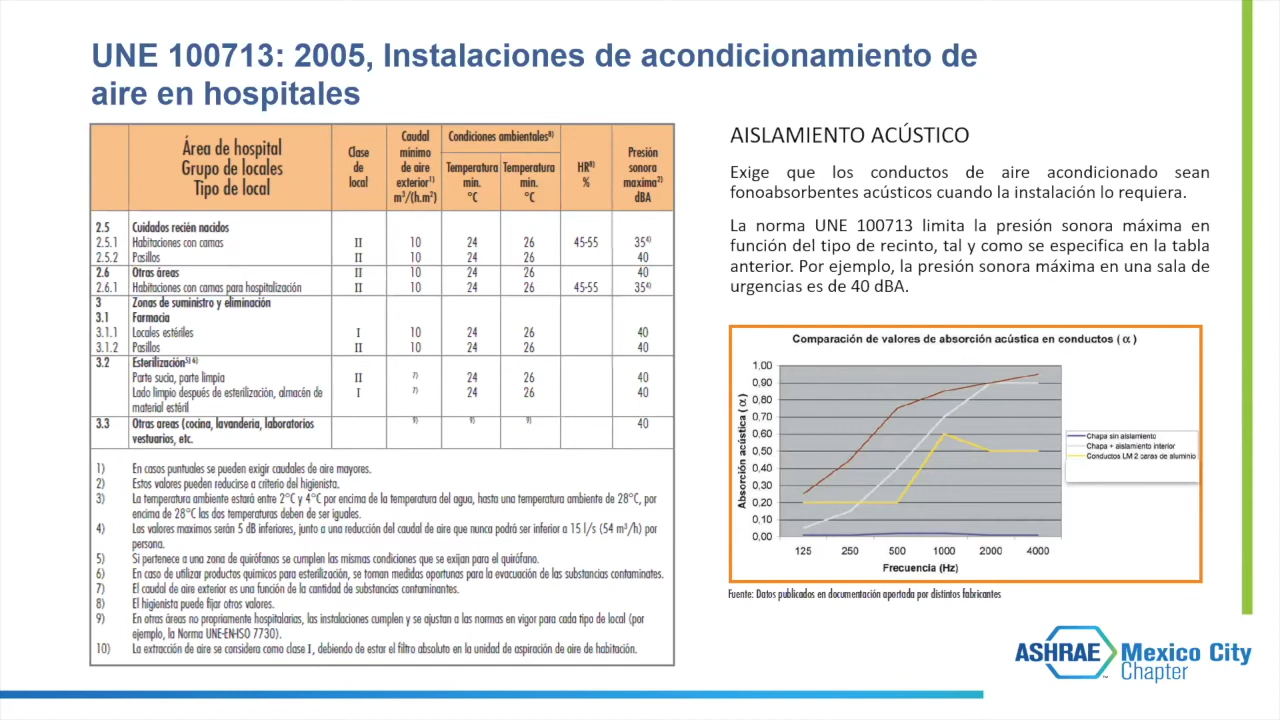 UNE 100713: 2005, Instalaciones de acondicionamiento de
aire en hospitales
Área de hospital
Grupo de locales
Tipo de local
Clase
de
local
Caudal
mínimo
de aire
exterior¹⁾
m³/(h.m²)
Condiciones ambientales⁸⁾
Temperatura
min.
°C
Temperatura
min.
°C
HR⁸⁾
%
Presión
sonora
maxima²⁾
dBA
2.5 Cuidados recién nacidos
2.5.1 Habitaciones con camas II 10 24 26 45-55 35⁴⁾
2.5.2 Pasillos II 10 24 26 40
2.6 Otras áreas II 10 24 26 40
2.6.1 Habitaciones con camas para hospitalización II 10 24 26 45-55 35⁴⁾
3 Zonas de suministro y eliminación
3.1 Farmacia
3.1.1 Locales estériles I 10 24 26 40
3.1.2 Pasillos II 10 24 26 40
3.2 Esterilización⁵⁾ ⁶⁾
Parte sucia, parte limpia II ⁷⁾ 24 26 40
Lado limpio después de esterilización, almacén de I ⁷⁾ 24 26 40
material estéril
3.3 Otras areas (cocina, lavanderia, laboratorios ⁹⁾ ⁹⁾ ⁹⁾ 40
vestuarios, etc.
1) En casos puntuales se pueden exigir caudales de aire mayores.
2) Estos valores pueden reducirse a criterio del higienista.
3) La temperatura ambiente estará entre 2°C y 4°C por encima de la temperatura del agua, hasta una temperatura ambiente de 28°C, por
encima de 28°C las dos temperaturas deben de ser iguales.
4) Los valores maximos serán 5 dB inferiores, junto a una reducción del caudal de aire que nunca podrá ser inferior a 15 l/s (54 m³/h) por
persona.
5) Si pertenece a una zona de quirófanos se cumplen las mismas condiciones que se exijan para el quirófano.
6) En caso de utilizar productos quimicos para esterilización, se toman medidas oportunas para la evacuación de las substancias contaminates.
7) El caudal de aire exterior es una función de la cantidad de substancias contaminantes.
8) El higienista puede fijar otros valores.
9) En otras áreas no propriamente hospitalarias, las instalaciones cumplen y se ajustan a las normas en vigor para cada tipo de local (por
ejemplo, la Norma UNE-EN-ISO 7730).
10) La extracción de aire se considera como clase I, debiendo de estar el filtro absoluto en la unidad de aspiración de aire de habitación.
AISLAMIENTO ACÚSTICO
Exige que los conductos de aire acondicionado sean
fonoabsorbentes acústicos cuando la instalación lo requiera.
La norma UNE 100713 limita la presión sonora máxima en
función del tipo de recinto, tal y como se especifica en la tabla
anterior. Por ejemplo, la presión sonora máxima en una sala de
urgencias es de 40 dBA.
Comparación de valores de absorción acústica en conductos ( α )
Absorción acústica ( α )
1,00
0,90
0,80
0,70
0,60
0,50
0,40
0,30
0,20
0,10
0,00
125 250 500 1000 2000 4000
Frecuencia (Hz)
Chapa sin aislamiento
Chapa + aislamiento interior
Conductos LM 2 caras de aluminio
Fuente: Datos publicados en documentación aportada por distintos fabricantes
ASHRAE Mexico City
Chapter